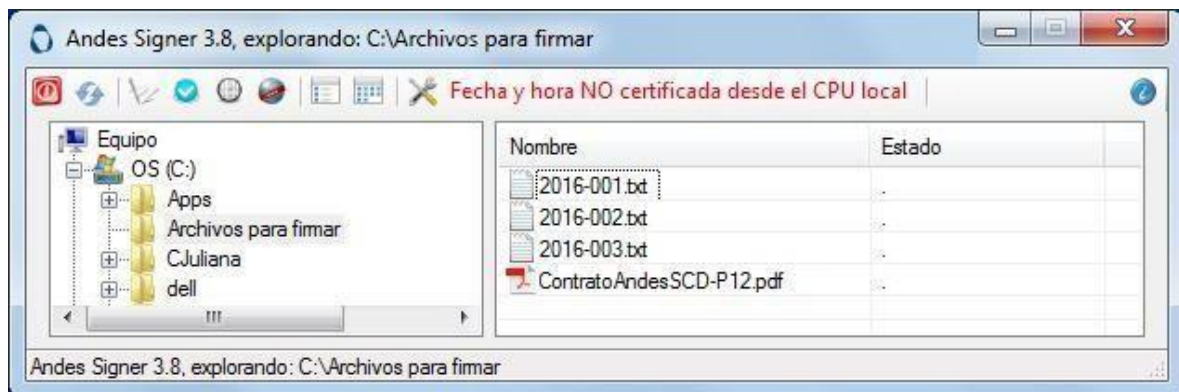 Andes Signer 3.8, explorando: C:\Archivos para firmar
Fecha y hora NO certificada desde el CPU local
Equipo
OS (C:)
Apps
Archivos para firmar
CJuliana
dell
Nombre Estado
2016-001.txt .
2016-002.txt .
2016-003.txt .
ContratoAndesSCD-P12.pdf .
Andes Signer 3.8, explorando: C:\Archivos para firmar